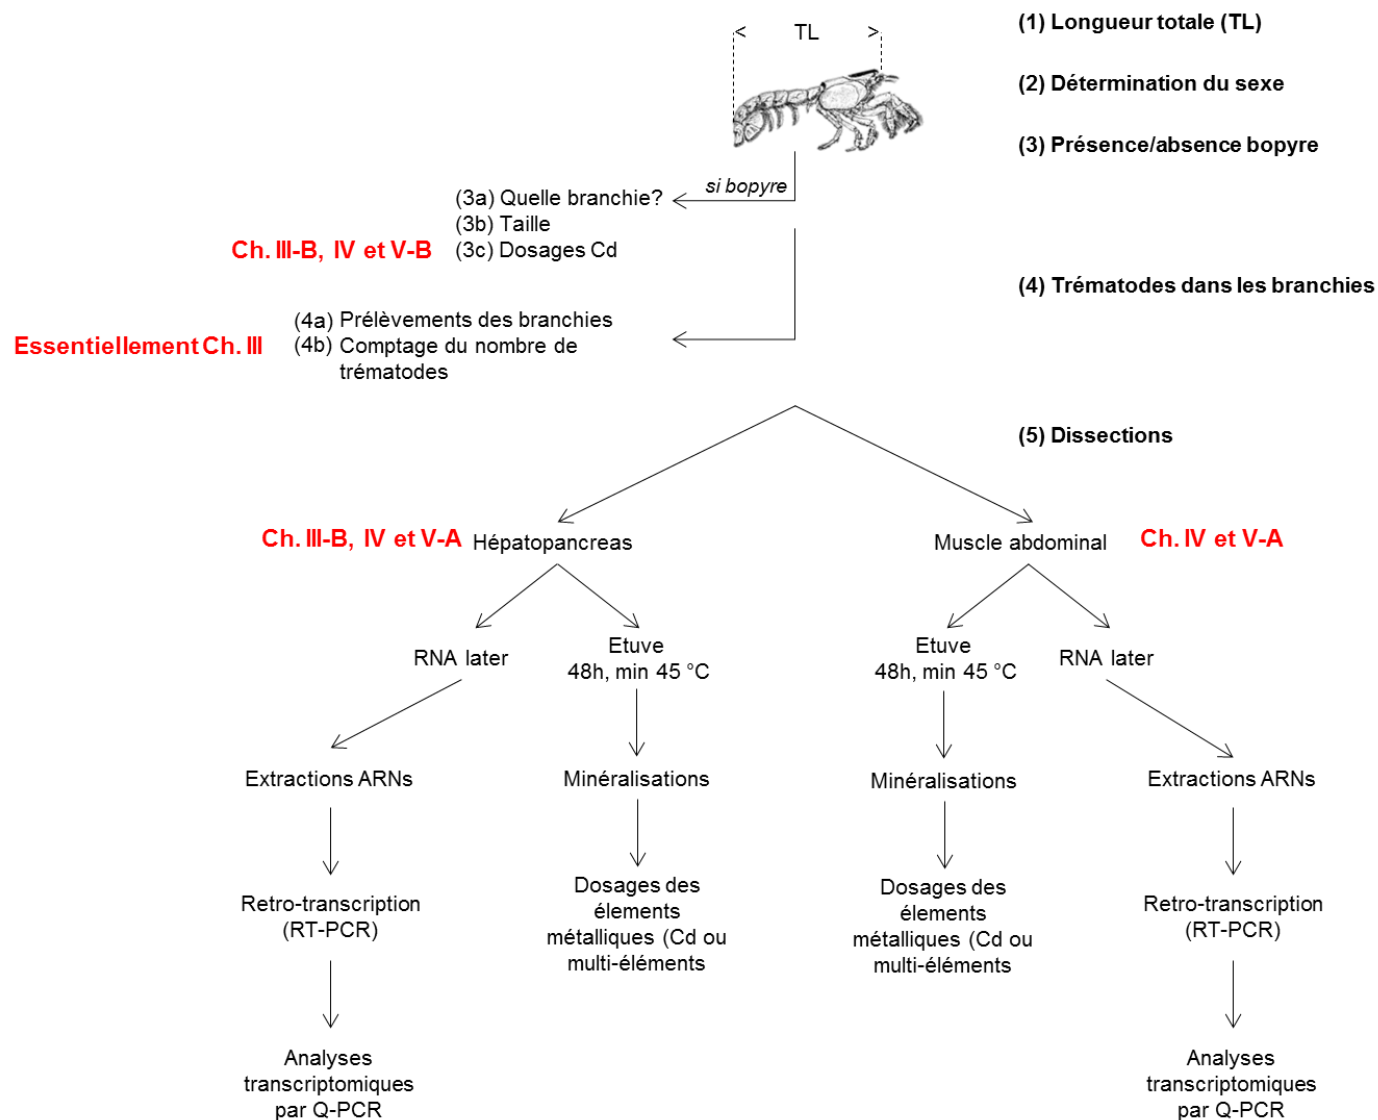 < TL >
(1) Longueur totale (TL)
(2) Détermination du sexe
(3) Présence/absence bopyre
si bopyre
(3a) Quelle branchie?
(3b) Taille
(3c) Dosages Cd
Ch. III-B, IV et V-B
(4) Trématodes dans les branchies
(4a) Prélèvements des branchies
(4b) Comptage du nombre de
trématodes
Essentiellement Ch. III
(5) Dissections
Ch. III-B, IV et V-A
Hépatopancreas
Muscle abdominal
Ch. IV et V-A
RNA later
Etuve
48h, min 45 °C
Etuve
48h, min 45 °C
RNA later
Extractions ARNs
Minéralisations
Minéralisations
Extractions ARNs
Retro-transcription
(RT-PCR)
Dosages des
élements
métalliques (Cd ou
multi-éléments
Dosages des
élements
métalliques (Cd ou
multi-éléments
Retro-transcription
(RT-PCR)
Analyses
transcriptomiques
par Q-PCR
Analyses
transcriptomiques
par Q-PCR